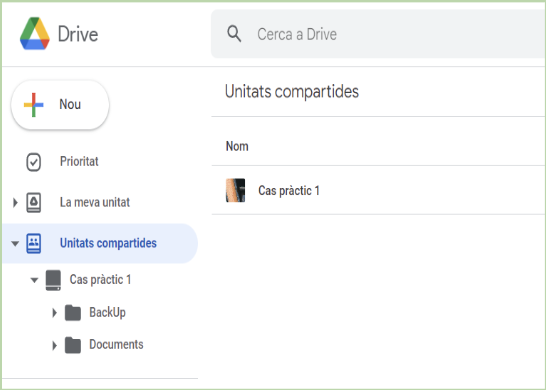 Drive
Cerca a Drive
Nou
Unitats compartides
Nom
Prioritat
Cas pràctic 1
La meva unitat
Unitats compartides
Cas pràctic 1
BackUp
Documents